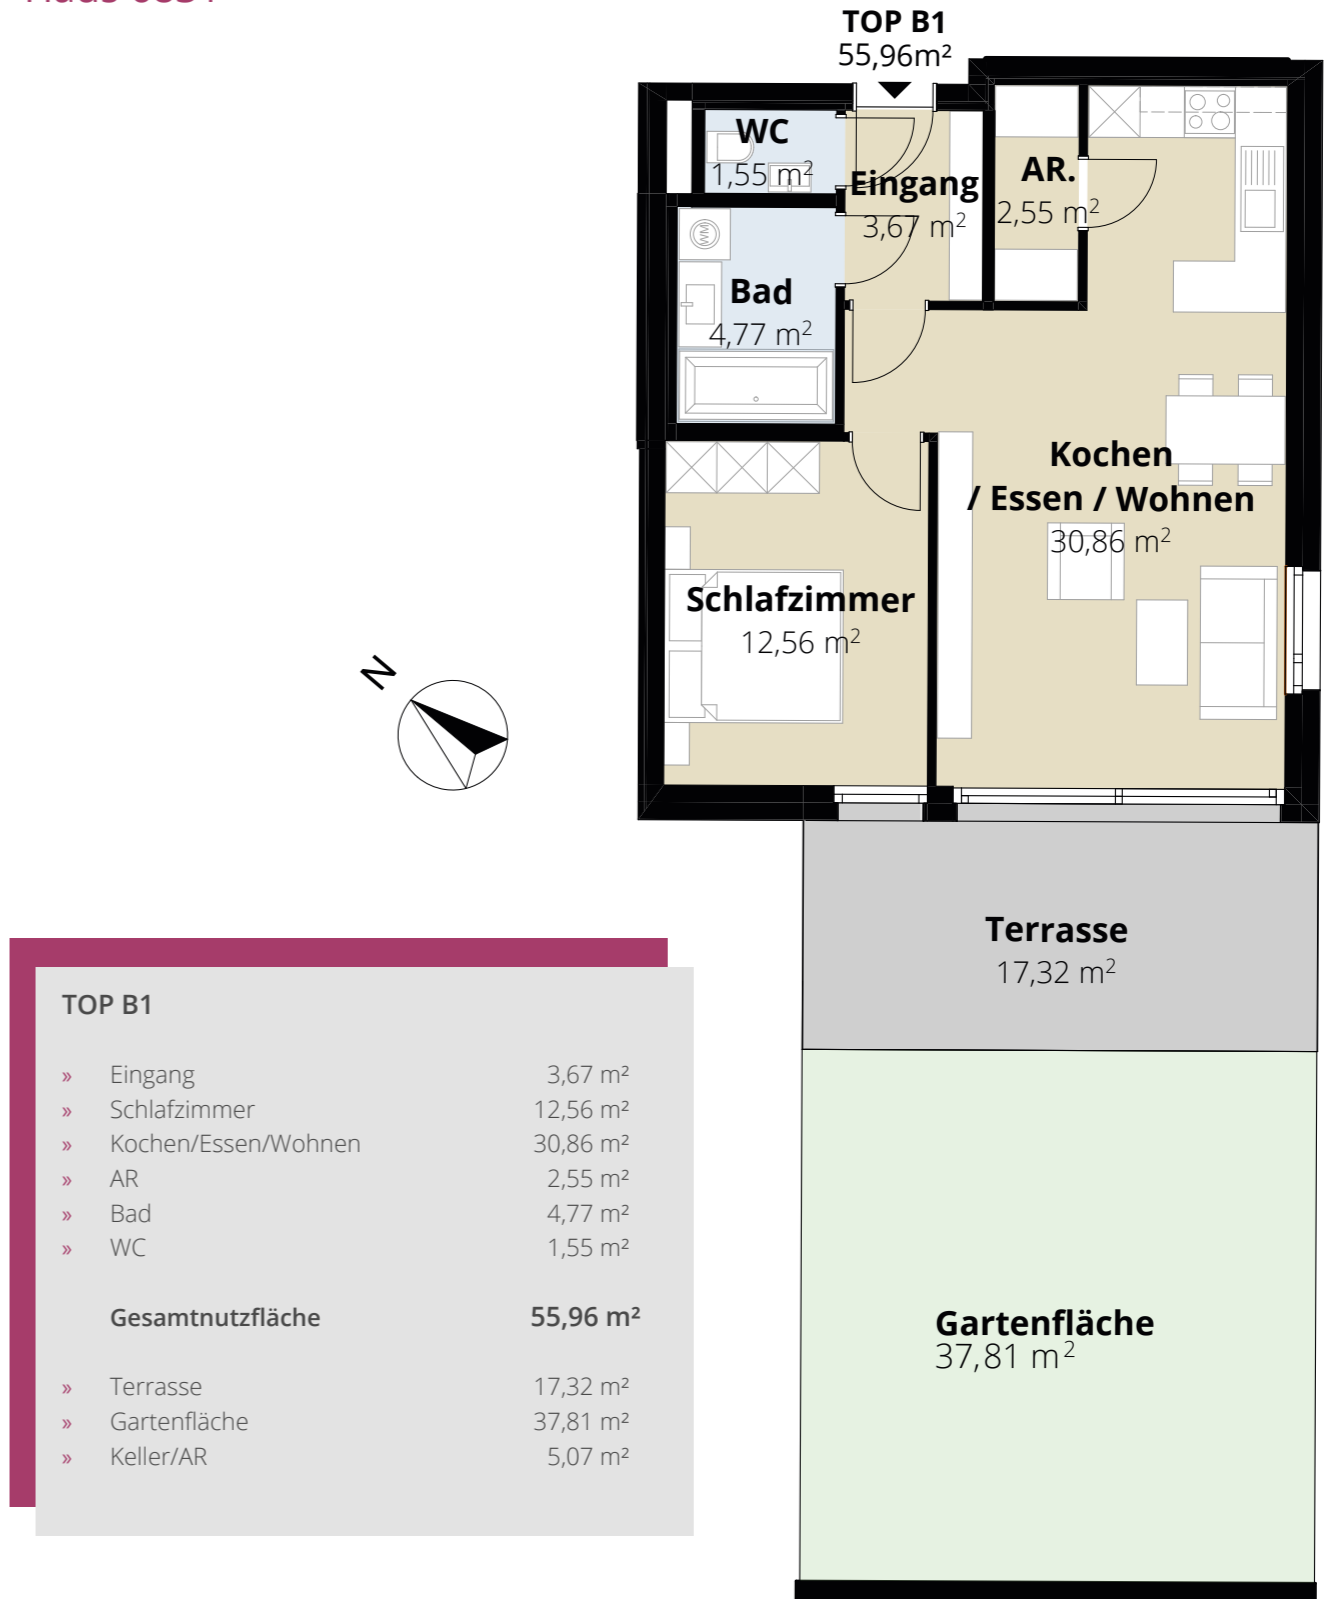 TOP B1
55,96m²
WC
1,55 m²
Eingang
3,67 m²
AR.
2,55 m²
WM
Bad
4,77 m²
Kochen
/ Essen / Wohnen
30,86 m²
Schlafzimmer
12,56 m²
N
Terrasse
17,32 m²
Gartenfläche
37,81 m²
TOP B1
» Eingang 3,67 m²
» Schlafzimmer 12,56 m²
» Kochen/Essen/Wohnen 30,86 m²
» AR 2,55 m²
» Bad 4,77 m²
» WC 1,55 m²
Gesamtnutzfläche 55,96 m²
» Terrasse 17,32 m²
» Gartenfläche 37,81 m²
» Keller/AR 5,07 m²